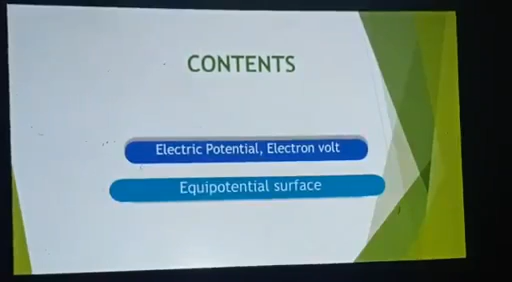 CONTENTS
Electric Potential, Electron volt
Equipotential surface